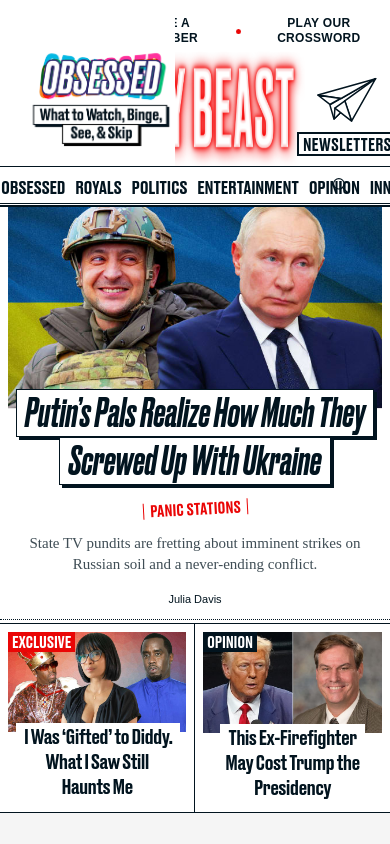 E A
BER
PLAY OUR
CROSSWORD
OBSESSED
What to Watch, Binge,
See, & Skip
Y BEAST
NEWSLETTERS
OBSESSED ROYALS POLITICS ENTERTAINMENT OPINION INN
Putin's Pals Realize How Much They
Screwed Up With Ukraine
PANIC STATIONS
State TV pundits are fretting about imminent strikes on
Russian soil and a never-ending conflict.
Julia Davis
EXCLUSIVE
I Was ‘Gifted’ to Diddy.
What I Saw Still
Haunts Me
OPINION
This Ex-Firefighter
May Cost Trump the
Presidency